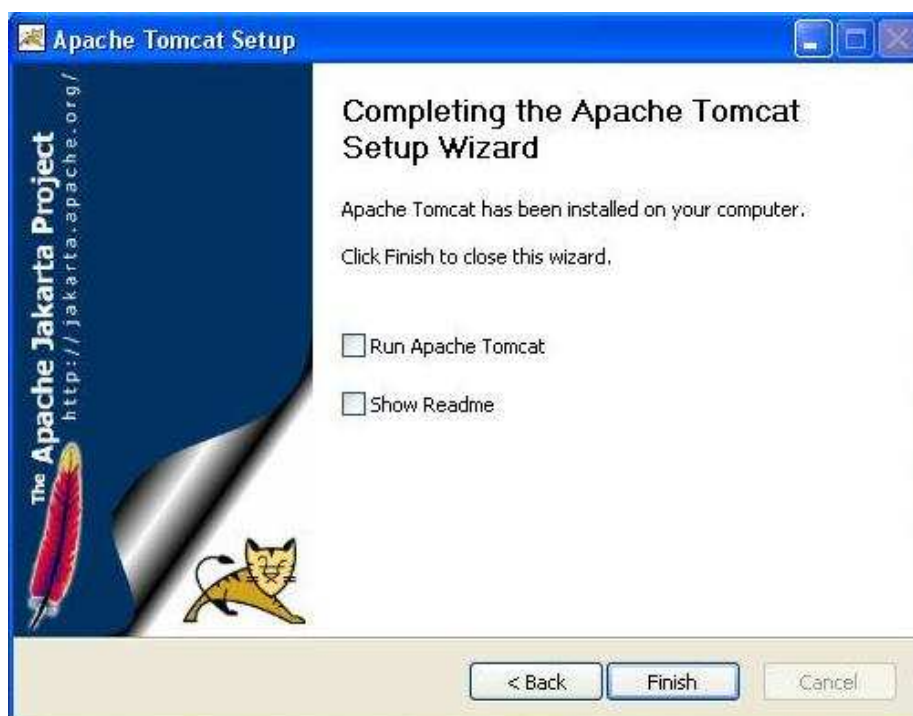 Apache Tomcat Setup
The Apache Jakarta Project
http://jakarta.apache.org/
Completing the Apache Tomcat
Setup Wizard
Apache Tomcat has been installed on your computer.
Click Finish to close this wizard.
Run Apache Tomcat
Show Readme
< Back
Finish
Cancel